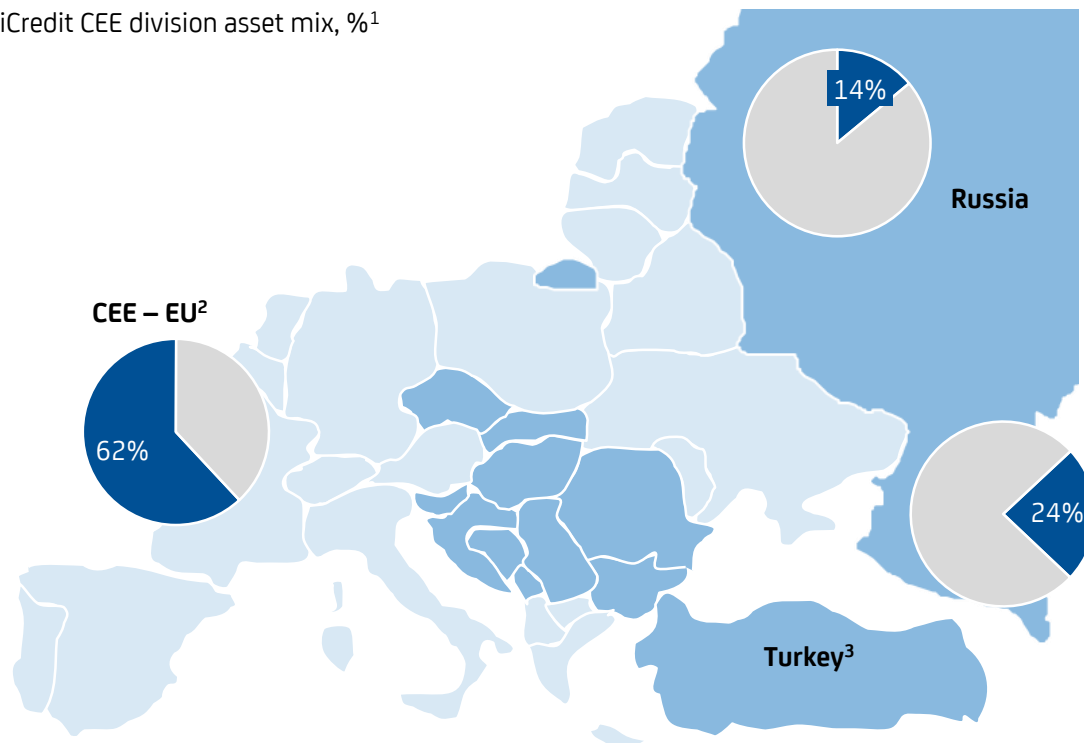 iCredit CEE division asset mix, %¹
14%
Russia
CEE – EU²
62%
24%
Turkey³